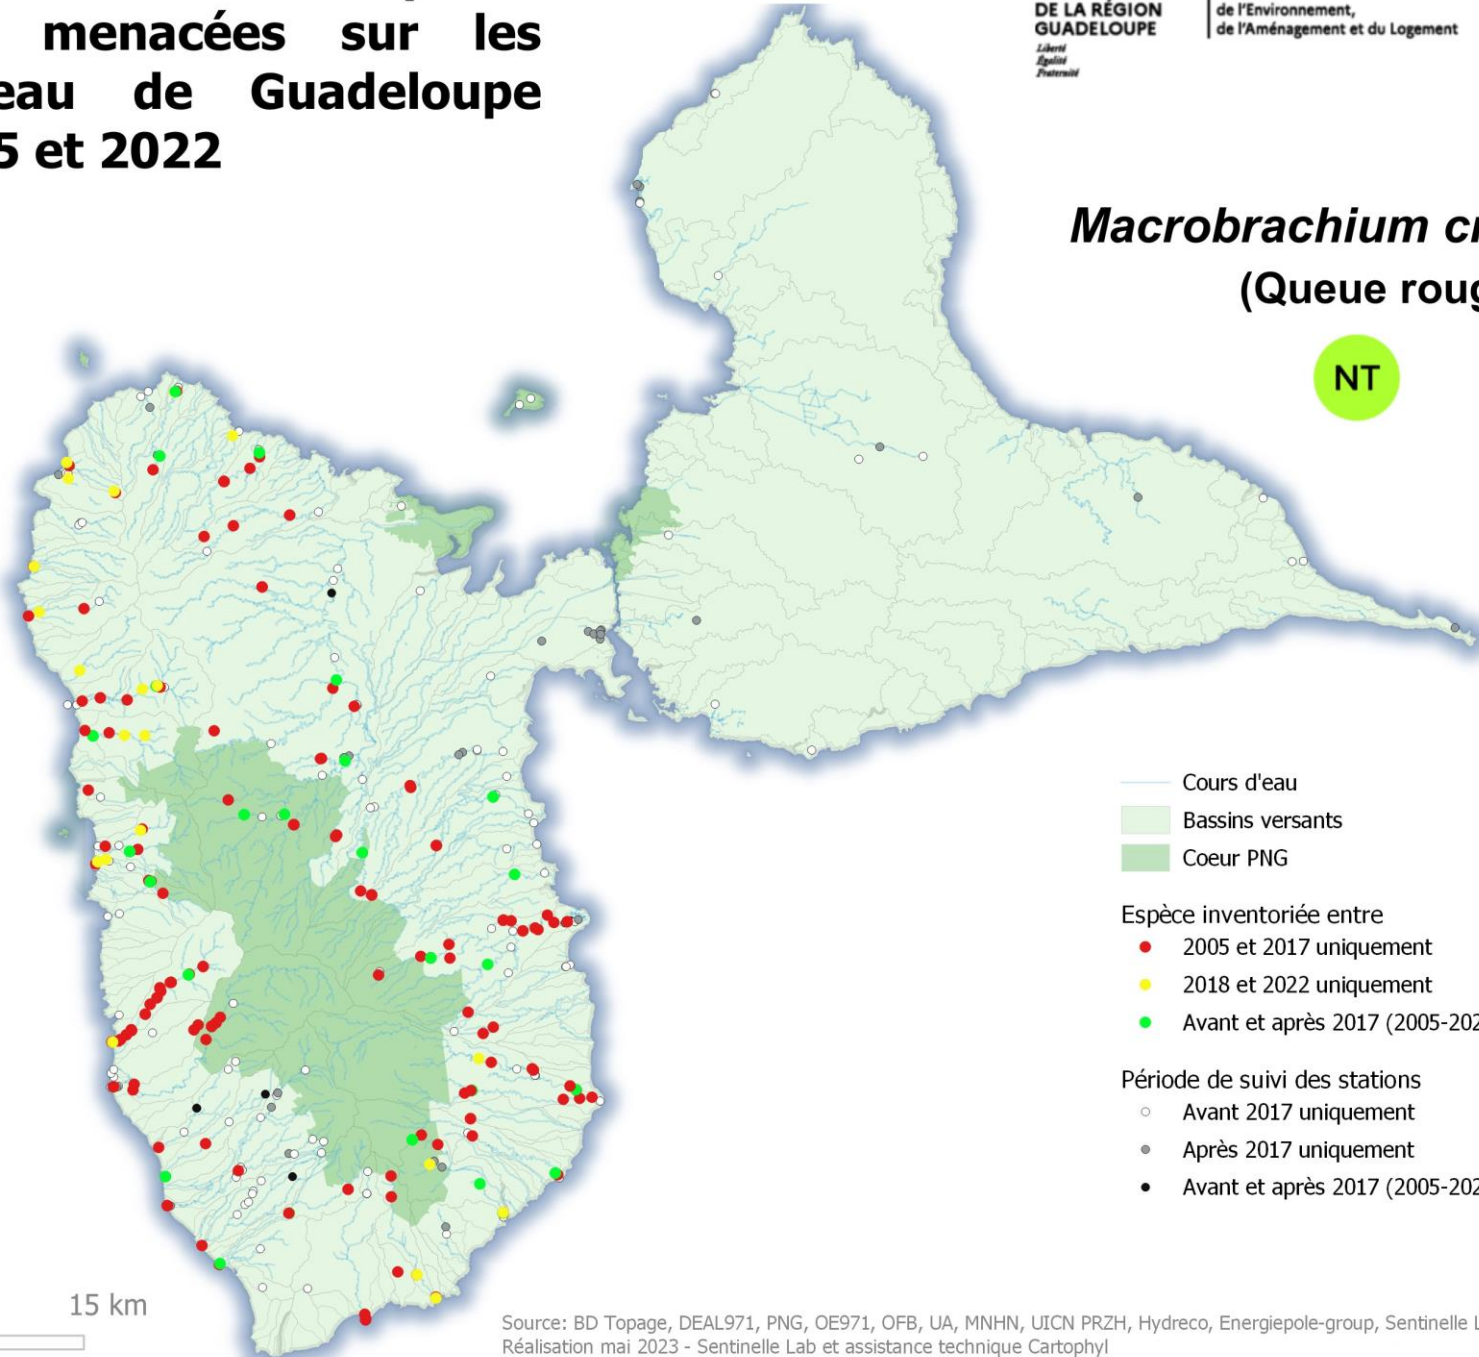 menacées sur les
eau de Guadeloupe
5 et 2022
DE LA RÉGION
GUADELOUPE
Liberté
Égalité
Fraternité
de l'Environnement,
de l'Aménagement et du Logement
Macrobrachium cr
(Queue roug
NT
Cours d'eau
Bassins versants
Coeur PNG
Espèce inventoriée entre
2005 et 2017 uniquement
2018 et 2022 uniquement
Avant et après 2017 (2005-202
Période de suivi des stations
Avant 2017 uniquement
Après 2017 uniquement
Avant et après 2017 (2005-202
15 km
Source: BD Topage, DEAL971, PNG, OE971, OFB, UA, MNHN, UICN PRZH, Hydreco, Energiepole-group, Sentinelle L
Réalisation mai 2023 - Sentinelle Lab et assistance technique Cartophyl